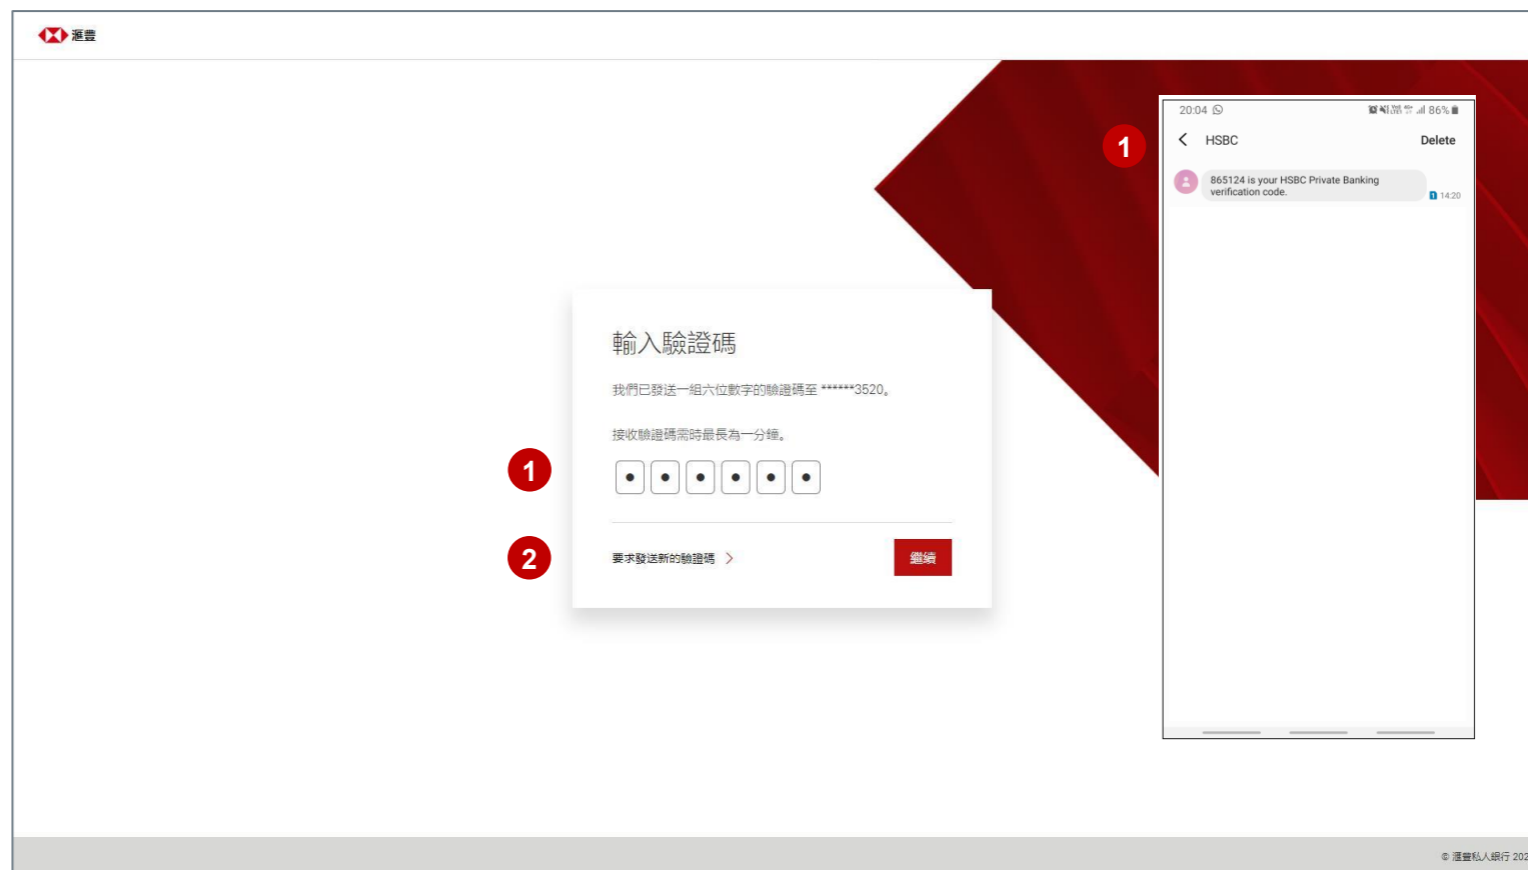 滙豐
20:04
86%
1
HSBC
Delete
865124 is your HSBC Private Banking
verification code.
1 14:20
輸入驗證碼
我們已發送一組六位數字的驗證碼至 ******3520。
接收驗證碼需時最長為一分鐘。
1
2
要求發送新的驗證碼
繼續
© 滙豐私人銀行 202